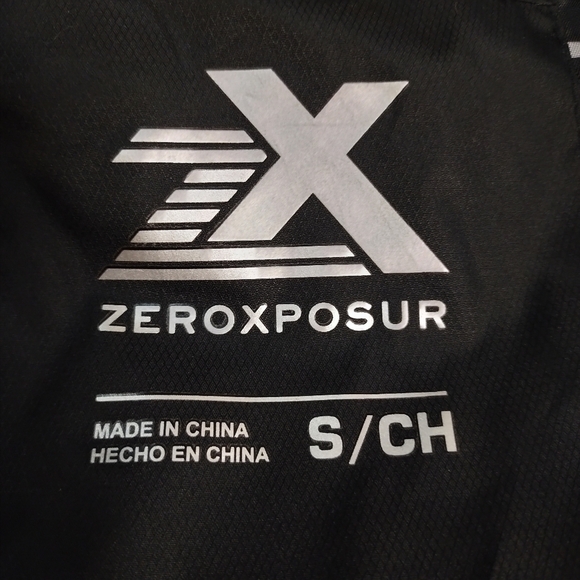 ZX
ZEROXPOSUR
MADE IN CHINA
HECHO EN CHINA
S/CH